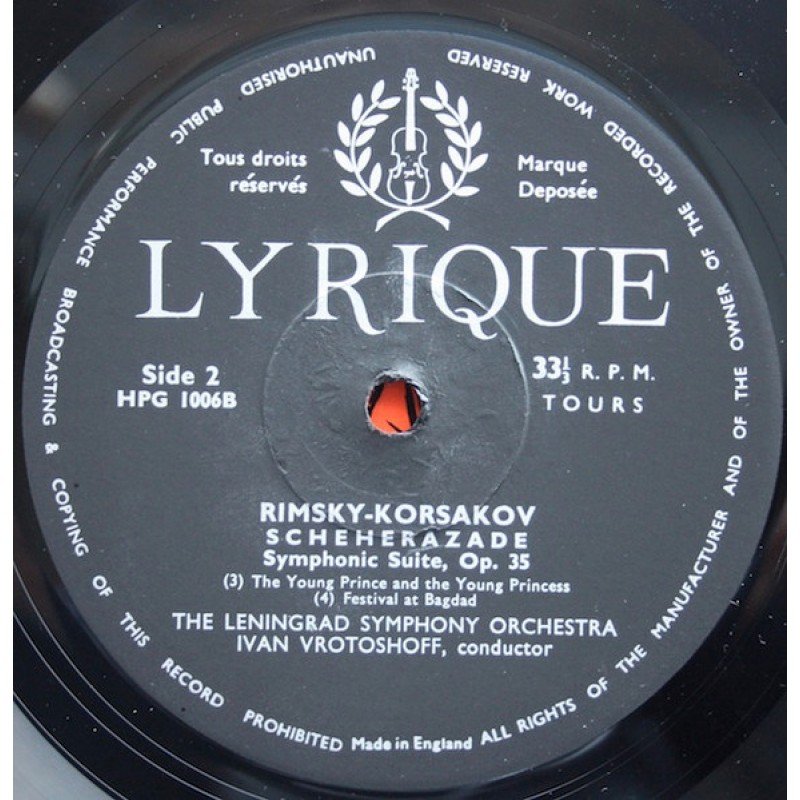 Tous droits
réservés
Marque
Deposée
LYRIQUE
Side 2
HPG 1006B
33⅓ R. P. M.
TOURS
RIMSKY-KORSAKOV
SCHEHERAZADE
Symphonic Suite, Op. 35
(3) The Young Prince and the Young Princess
(4) Festival at Bagdad
THE LENINGRAD SYMPHONY ORCHESTRA
IVAN VROTOSHOFF, conductor
ALL RIGHTS OF THE MANUFACTURER AND OF THE OWNER OF THE RECORDED WORK RESERVED
UNAUTHORISED PUBLIC PERFORMANCE BROADCASTING & COPYING OF THIS RECORD PROHIBITED
Made in England